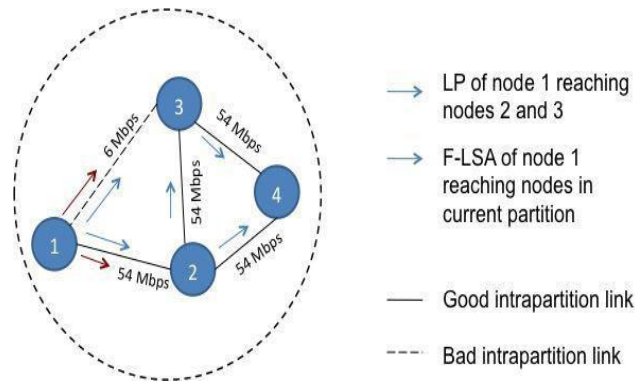 3
6 Mbps
54 Mbps
54 Mbps
4
1
54 Mbps
2
54 Mbps
LP of node 1 reaching
nodes 2 and 3
F-LSA of node 1
reaching nodes in
current partition
Good intrapartition link
Bad intrapartition link